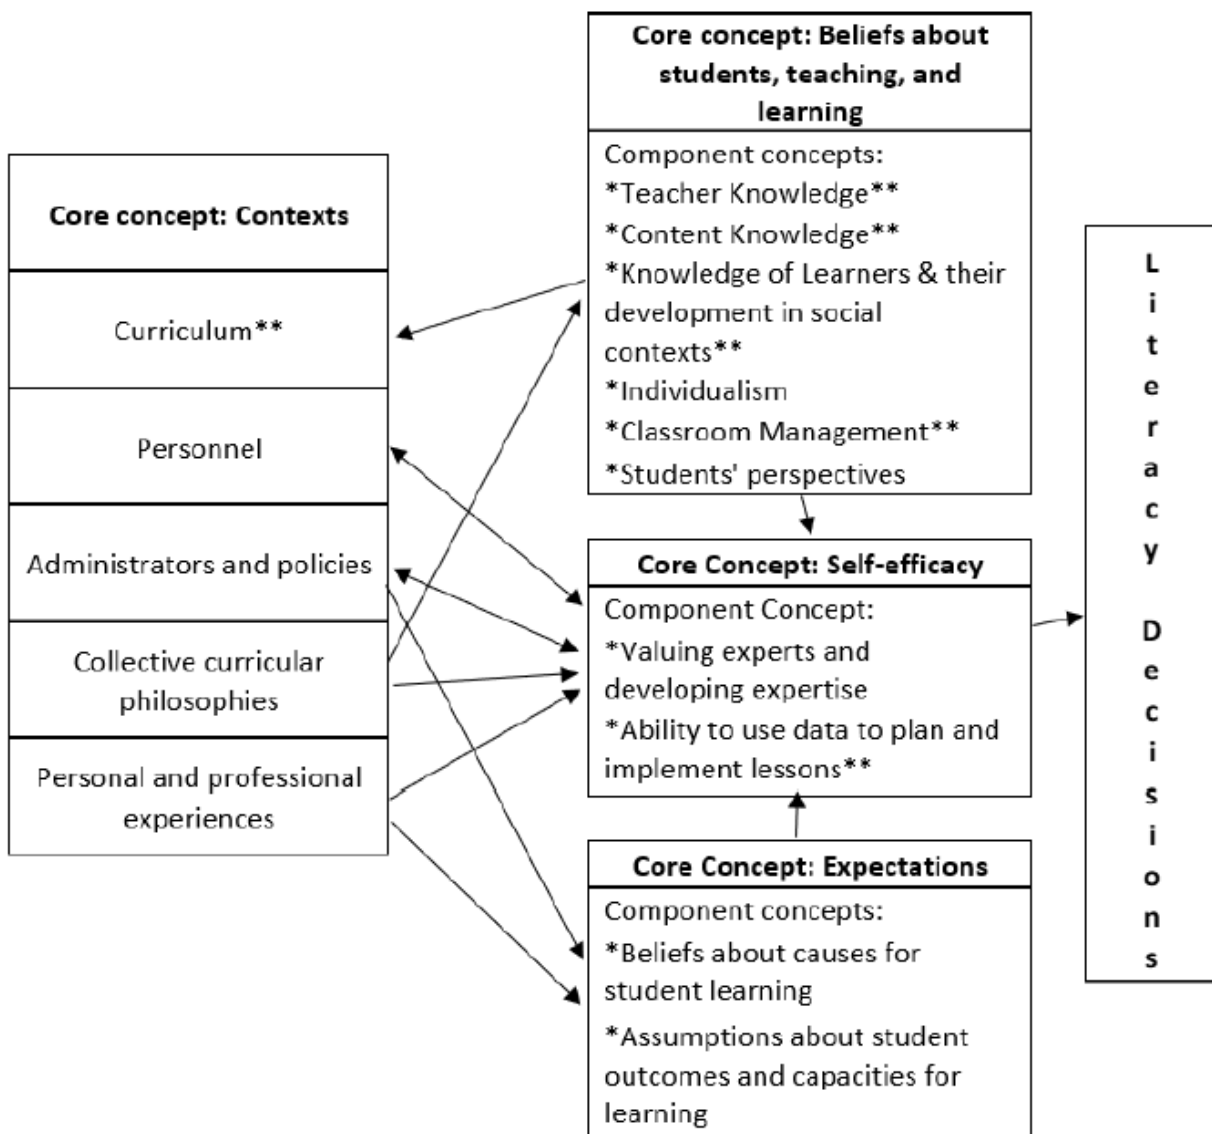 Core concept: Contexts
Curriculum**
Personnel
Administrators and policies
Collective curricular
philosophies
Personal and professional
experiences
Core concept: Beliefs about
students, teaching, and
learning
Component concepts:
*Teacher Knowledge**
*Content Knowledge**
*Knowledge of Learners & their
development in social
contexts**
*Individualism
*Classroom Management**
*Students' perspectives
Core Concept: Self-efficacy
Component Concept:
*Valuing experts and
developing expertise
*Ability to use data to plan and
implement lessons**
Core Concept: Expectations
Component concepts:
*Beliefs about causes for
student learning
*Assumptions about student
outcomes and capacities for
learning
Literacy Decisions